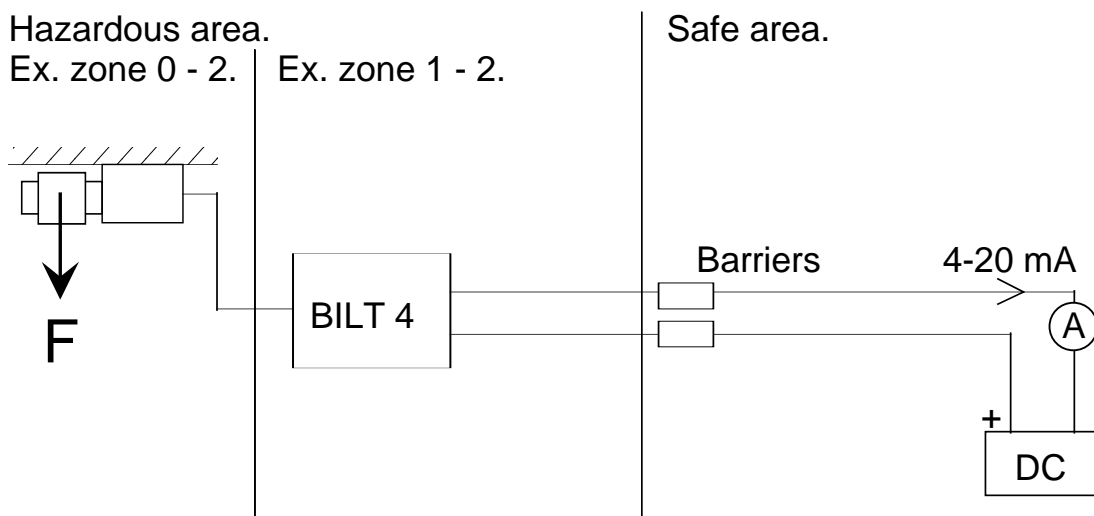 Hazardous area.
Safe area.
Ex. zone 0 - 2.
Ex. zone 1 - 2.
Barriers
4-20 mA
BILT 4
A
F
+
DC